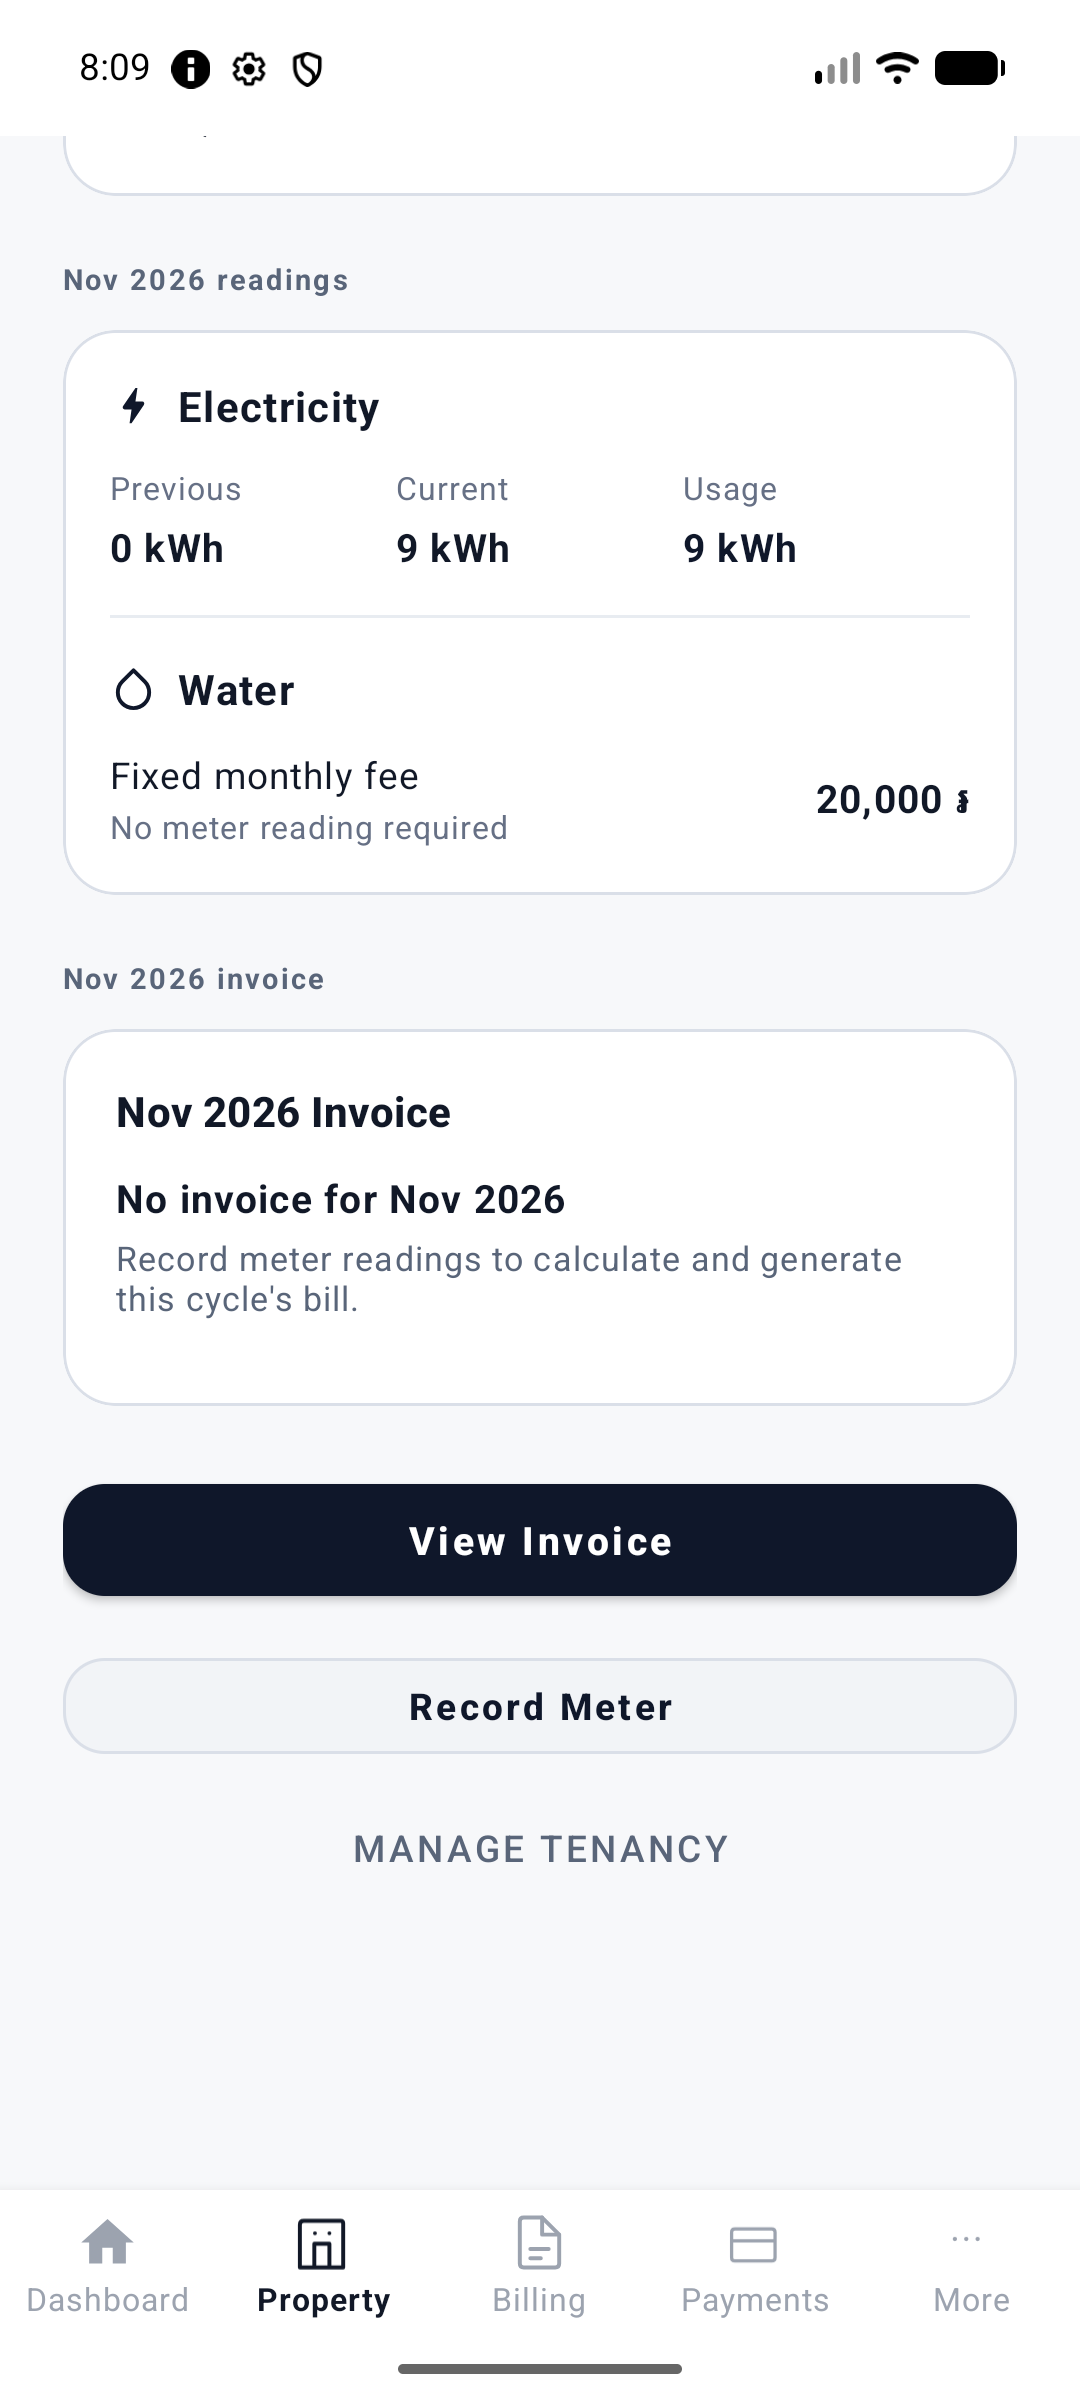 8:09
Nov 2026 readings
Electricity
Previous Current Usage
0 kWh 9 kWh 9 kWh
Water
Fixed monthly fee
20,000 ៛
No meter reading required
Nov 2026 invoice
Nov 2026 Invoice
No invoice for Nov 2026
Record meter readings to calculate and generate
this cycle's bill.
View Invoice
Record Meter
MANAGE TENANCY
Dashboard Property Billing Payments More